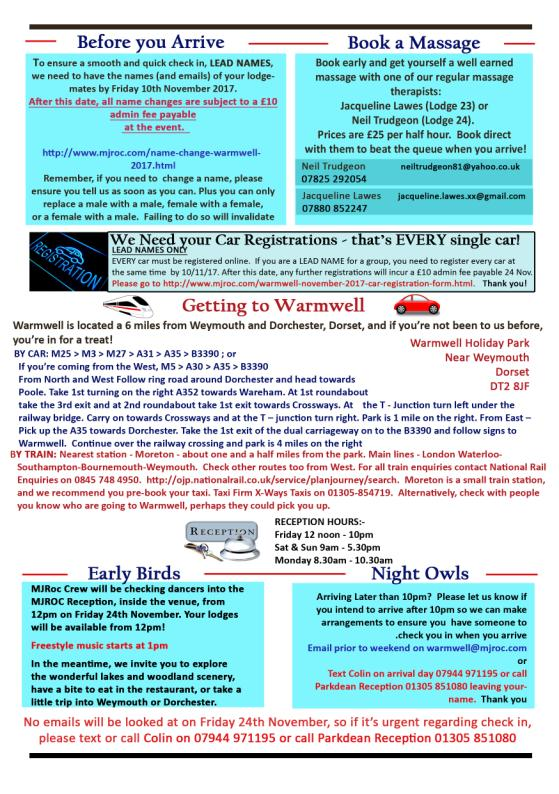 Before you Arrive
To ensure a smooth and quick check in, LEAD NAMES,
we need to have the names (and emails) of your lodge-
mates by Friday 10th November 2017.
After this date, all name changes are subject to a £10
admin fee payable
at the event.
http://www.mjroc.com/name-change-warmwell-
2017.html
Remember, if you need to change a name, please
ensure you tell us as soon as you can. Plus you can only
replace a male with a male, female with a female,
or a female with a male. Failing to do so will invalidate
Book a Massage
Book early and get yourself a well earned
massage with one of our regular massage
therapists:
Jacqueline Lawes (Lodge 23) or
Neil Trudgeon (Lodge 24).
Prices are £25 per half hour. Book direct
with them to beat the queue when you arrive!
Neil Trudgeon neiltrudgeon81@yahoo.co.uk
07825 292054
Jacqueline Lawes jacqueline.lawes.xx@gmail.com
07880 852247
REGISTRATION
We Need your Car Registrations - that's EVERY single car!
LEAD NAMES ONLY
EVERY car must be registered online. If you are a LEAD NAME for a group, you need to register every car at
the same time by 10/11/17. After this date, any further registrations will incur a £10 admin fee payable 24 Nov.
Please go to http://www.mjroc.com/warmwell-november-2017-car-registration-form.html. Thank you!
Getting to Warmwell
Warmwell is located a 6 miles from Weymouth and Dorchester, Dorset, and if you're not been to us before,
you're in for a treat!
Warmwell Holiday Park
Near Weymouth
Dorset
DT2 8JF
BY CAR: M25 > M3 > M27 > A31 > A35 > B3390 ; or
If you're coming from the West, M5 > A30 > A35 > B3390
From North and West Follow ring road around Dorchester and head towards
Poole. Take 1st turning on the right A352 towards Wareham. At 1st roundabout
take the 3rd exit and at 2nd roundabout take 1st exit towards Crossways. At the T - Junction turn left under the
railway bridge. Carry on towards Crossways and at the T – junction turn right. Park is 1 mile on the right. From East –
Pick up the A35 towards Dorchester. Take the 1st exit of the dual carriageway on to the B3390 and follow signs to
Warmwell. Continue over the railway crossing and park is 4 miles on the right
BY TRAIN: Nearest station - Moreton - about one and a half miles from the park. Main lines - London Waterloo-
Southampton-Bournemouth-Weymouth. Check other routes too from West. For all train enquiries contact National Rail
Enquiries on 0845 748 4950. http://ojp.nationalrail.co.uk/service/planjourney/search. Moreton is a small train station,
and we recommend you pre-book your taxi. Taxi Firm X-Ways Taxis on 01305-854719. Alternatively, check with people
you know who are going to Warmwell, perhaps they could pick you up.
RECEPTION
RECEPTION HOURS:-
Friday 12 noon - 10pm
Sat & Sun 9am - 5.30pm
Monday 8.30am - 10.30am
Early Birds
MJRoc Crew will be checking dancers into the
MJROC Reception, inside the venue, from
12pm on Friday 24th November. Your lodges
will be available from 12pm!
Freestyle music starts at 1pm
In the meantime, we invite you to explore
the wonderful lakes and woodland scenery,
have a bite to eat in the restaurant, or take a
little trip into Weymouth or Dorchester.
Night Owls
Arriving Later than 10pm? Please let us know if
you intend to arrive after 10pm so we can make
arrangements to ensure you have someone to
.check you in when you arrive
Email prior to weekend on warmwell@mjroc.com
or
Text Colin on arrival day 07944 971195 or call
Parkdean Reception 01305 851080 leaving your-
name. Thank you
No emails will be looked at on Friday 24th November, so if it's urgent regarding check in,
please text or call Colin on 07944 971195 or call Parkdean Reception 01305 851080